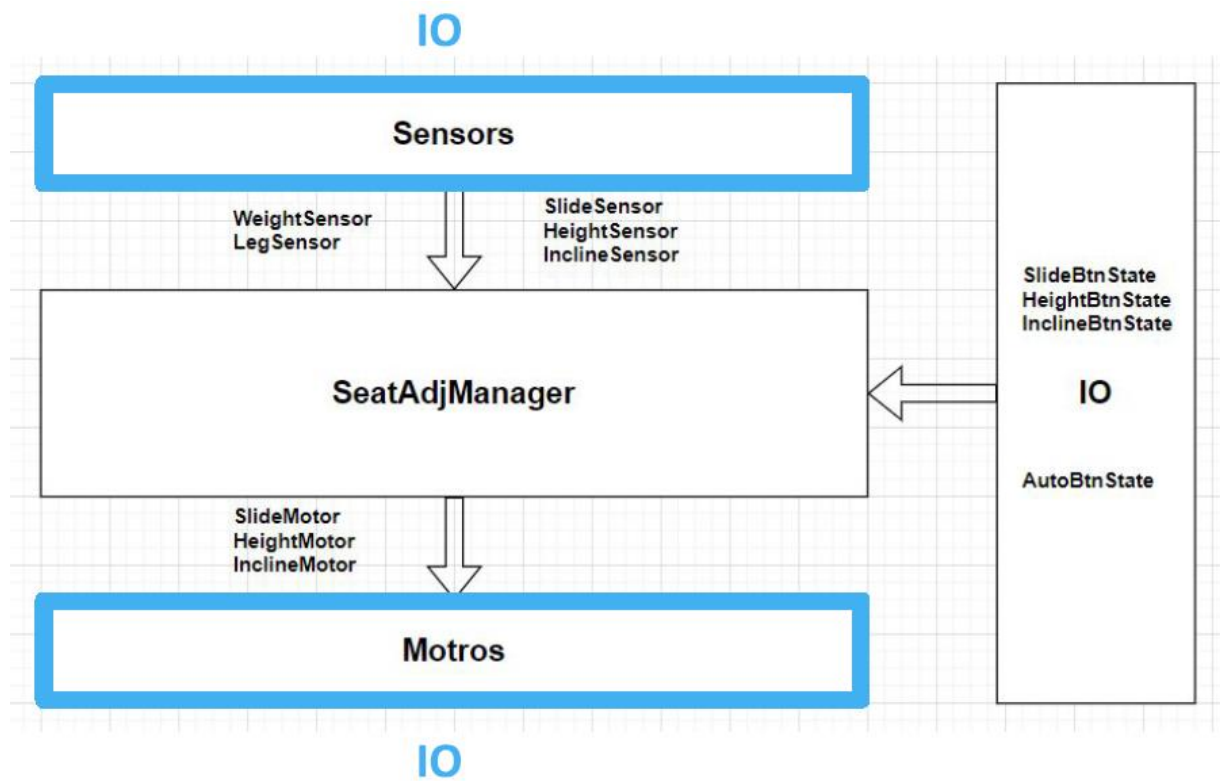 IO
Sensors
WeightSensor
LegSensor
SlideSensor
HeightSensor
InclineSensor
SlideBtnState
HeightBtnState
InclineBtnState
SeatAdjManager
IO
AutoBtnState
SlideMotor
HeightMotor
InclineMotor
Motros
IO